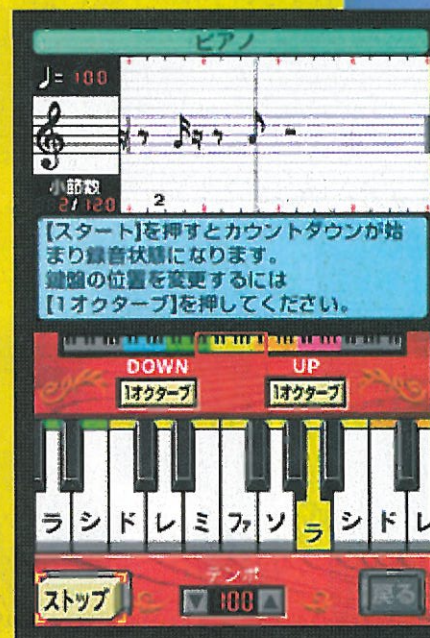 ピアノ
♩= 100
小節数
2/120
2
【スタート】を押すとカウントダウンが始
まり録音状態になります。
鍵盤の位置を変更するには
【1オクターブ】を押してください。
DOWN UP
1オクターブ 1オクターブ
ラ シ ド レ ミ ファ ソ ラ シ ド レ
テンポ
ストップ 100 戻る